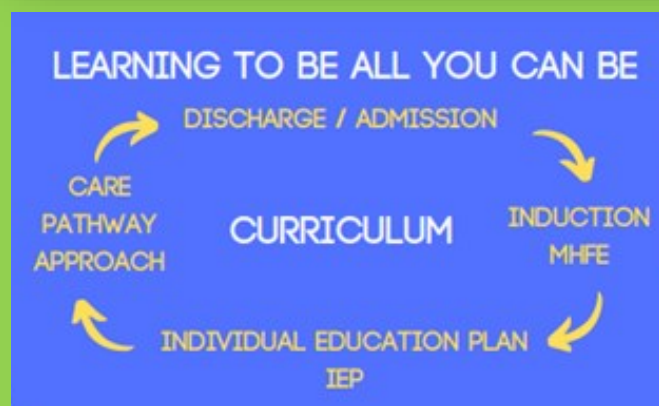 LEARNING TO BE ALL YOU CAN BE
DISCHARGE / ADMISSION
INDUCTION
MHFE
INDIVIDUAL EDUCATION PLAN
IEP
CARE
PATHWAY
APPROACH
CURRICULUM